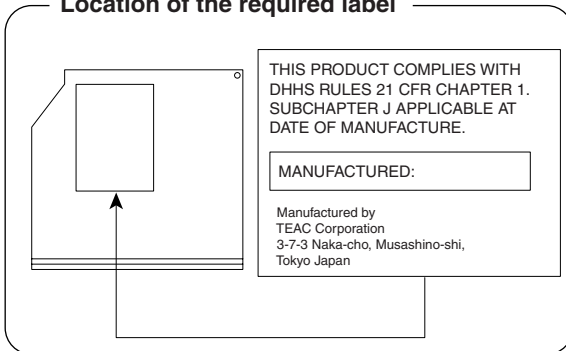 Location of the required label
THIS PRODUCT COMPLIES WITH
DHHS RULES 21 CFR CHAPTER 1.
SUBCHAPTER J APPLICABLE AT
DATE OF MANUFACTURE.
MANUFACTURED:
Manufactured by
TEAC Corporation
3-7-3 Naka-cho, Musashino-shi,
Tokyo Japan